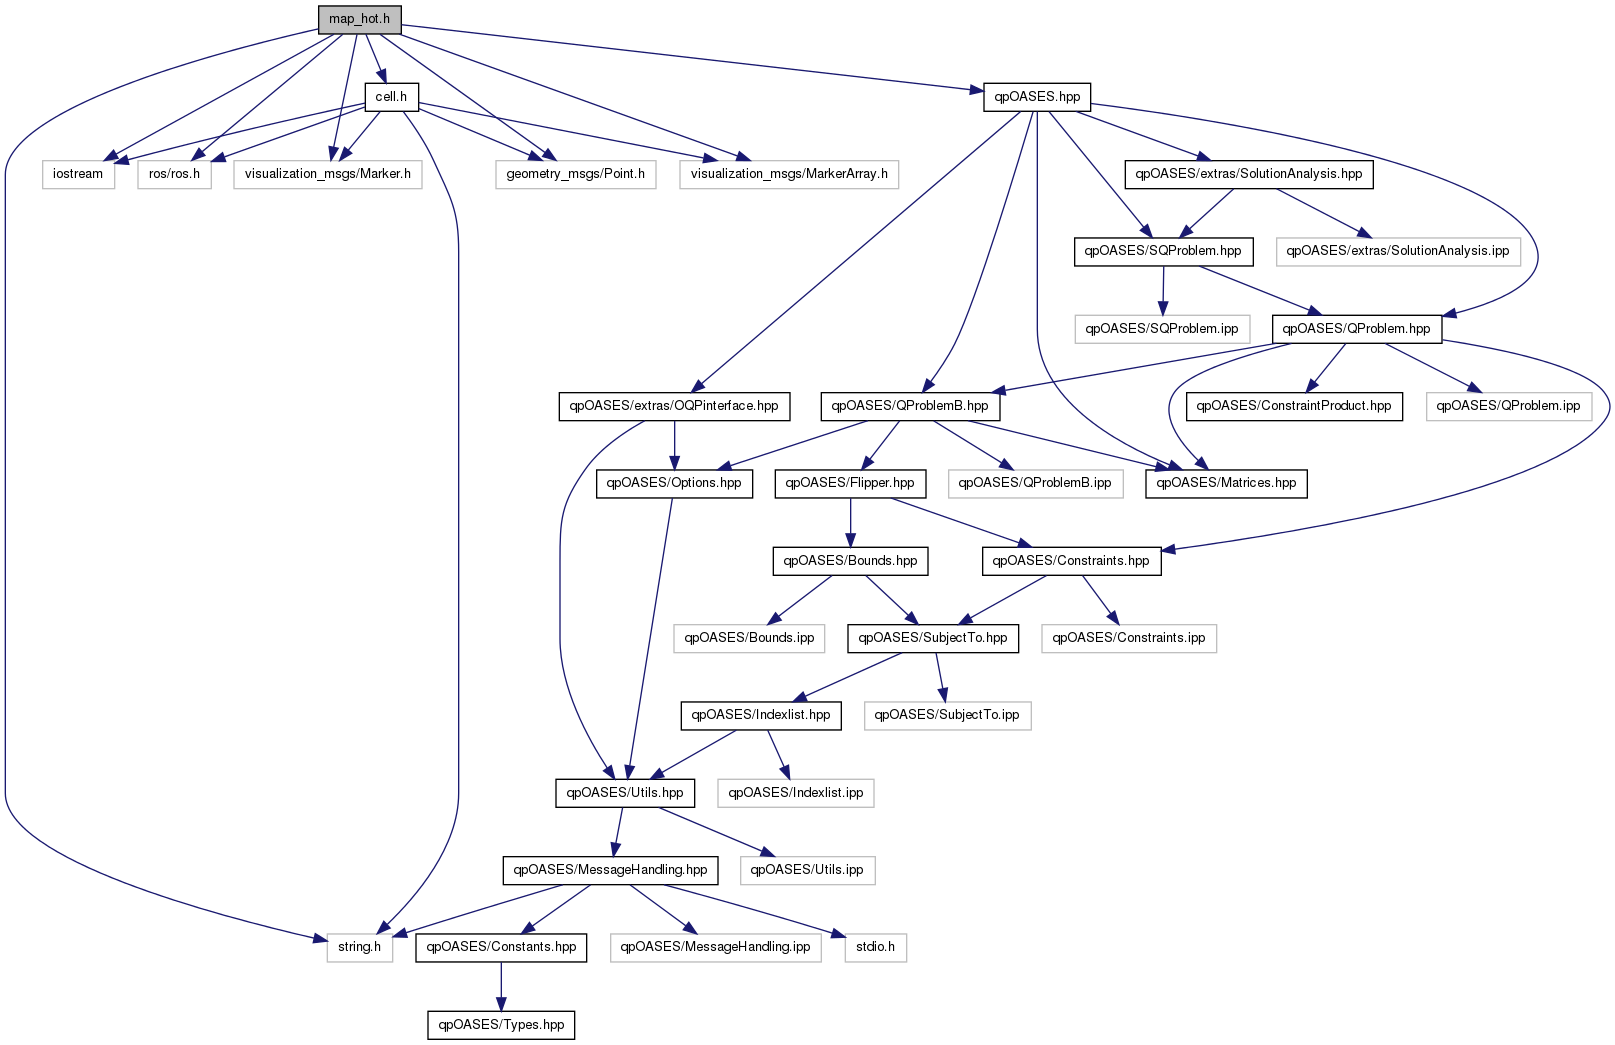 map_hot.h
cell.h
qpOASES.hpp
iostream
ros/ros.h
visualization_msgs/Marker.h
geometry_msgs/Point.h
visualization_msgs/MarkerArray.h
qpOASES/extras/SolutionAnalysis.hpp
qpOASES/SQProblem.hpp
qpOASES/extras/SolutionAnalysis.ipp
qpOASES/SQProblem.ipp
qpOASES/QProblem.hpp
qpOASES/extras/OQPinterface.hpp
qpOASES/QProblemB.hpp
qpOASES/ConstraintProduct.hpp
qpOASES/QProblem.ipp
qpOASES/Options.hpp
qpOASES/Flipper.hpp
qpOASES/QProblemB.ipp
qpOASES/Matrices.hpp
qpOASES/Bounds.hpp
qpOASES/Constraints.hpp
qpOASES/Bounds.ipp
qpOASES/SubjectTo.hpp
qpOASES/Constraints.ipp
qpOASES/Indexlist.hpp
qpOASES/SubjectTo.ipp
qpOASES/Utils.hpp
qpOASES/Indexlist.ipp
qpOASES/MessageHandling.hpp
qpOASES/Utils.ipp
string.h
qpOASES/Constants.hpp
qpOASES/MessageHandling.ipp
stdio.h
qpOASES/Types.hpp